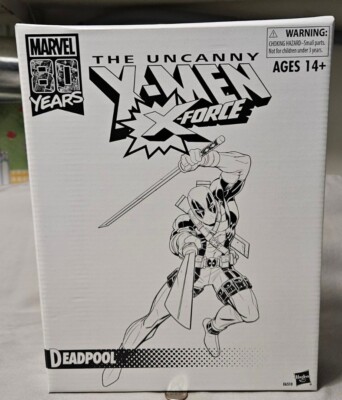 MARVEL
80
YEARS
THE UNCANNY
X-MEN
X-FORCE
WARNING:
CHOKING HAZARD–Small parts.
Not for children under 3 years.
AGES 14+
DEADPOOL
Hasbro